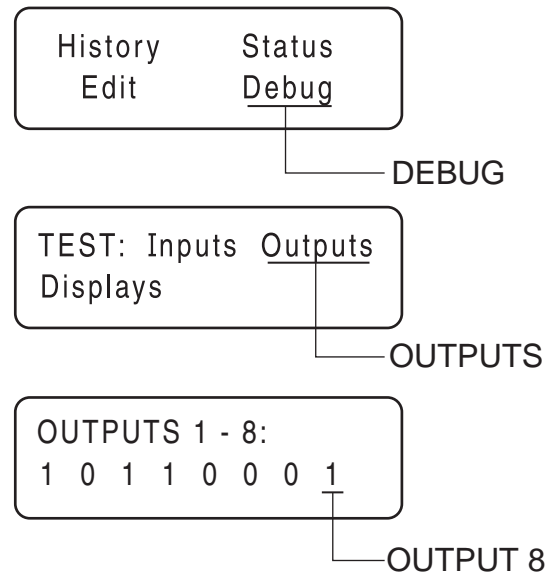 History Status
Edit Debug
DEBUG
TEST: Inputs Outputs
Displays
OUTPUTS
OUTPUTS 1 - 8:
1 0 1 1 0 0 0 1
OUTPUT 8